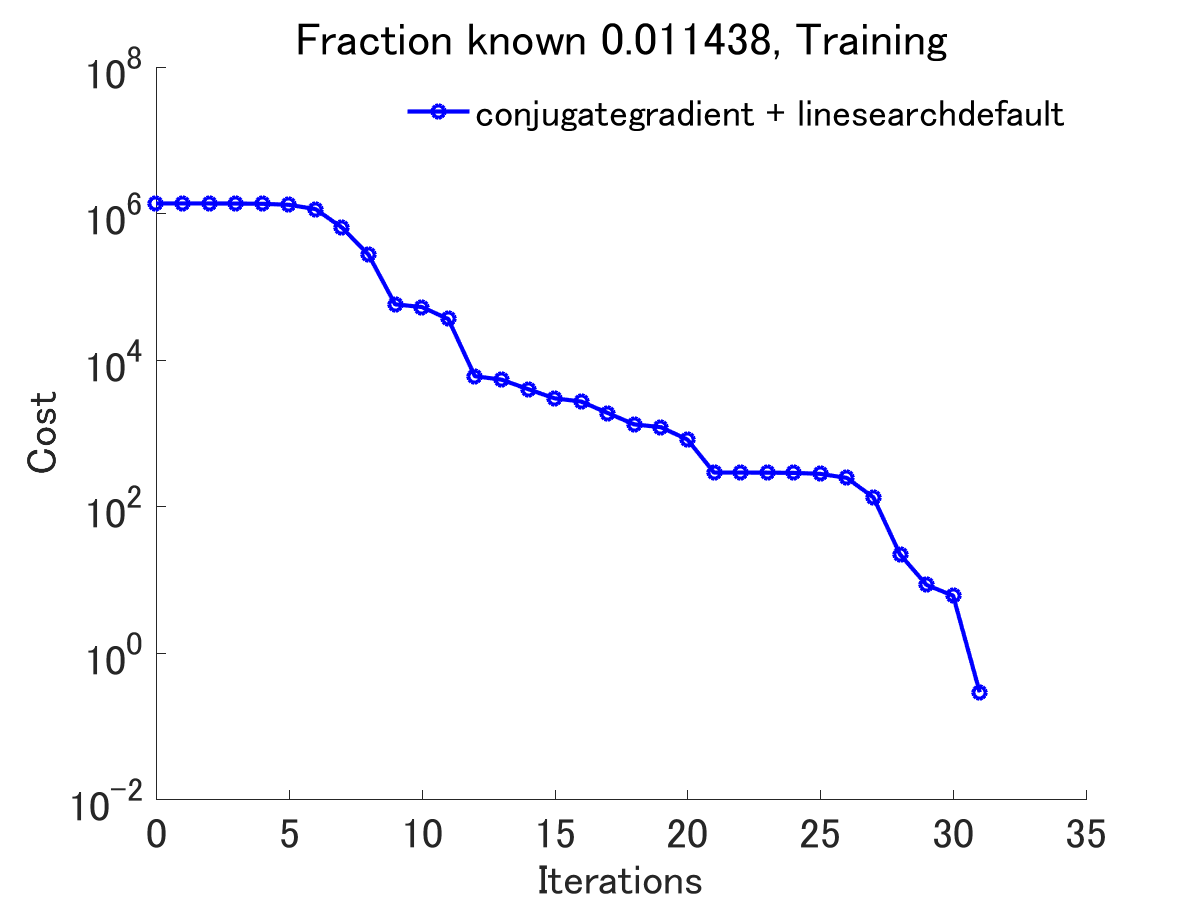 Fraction known 0.011438, Training
conjugategradient + linesearchdefault
10^8
10^6
10^4
10^2
10^0
10^-2
Cost
0 5 10 15 20 25 30 35
Iterations